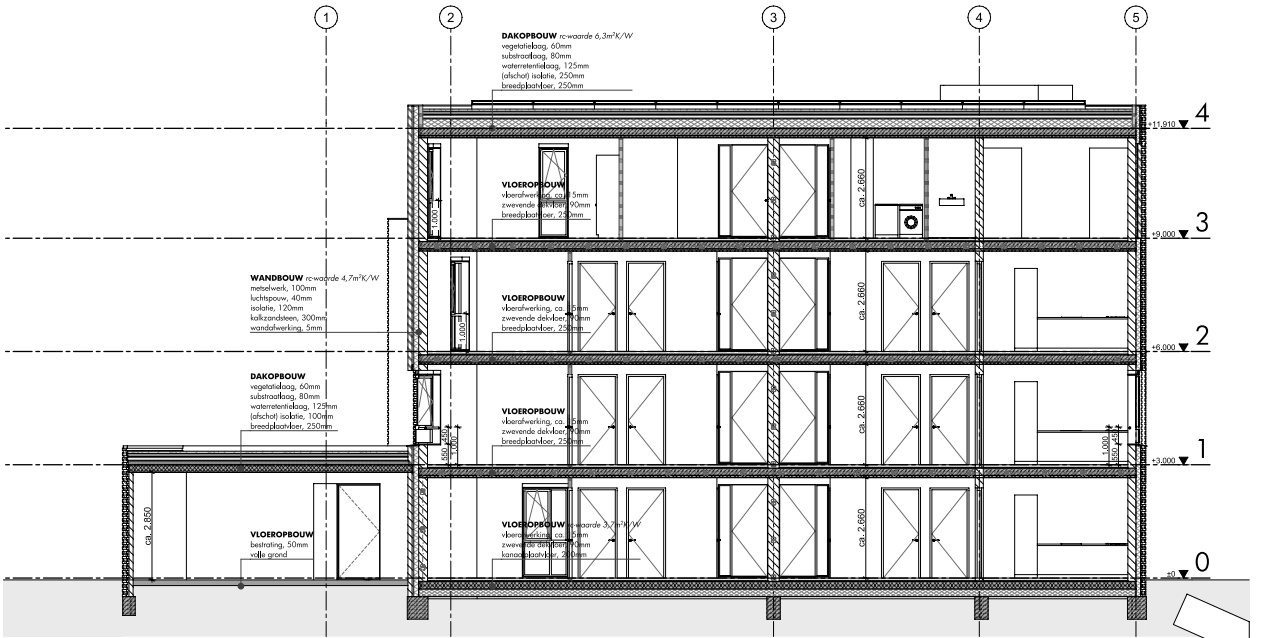 1
2
3
4
5
DAKOPBOUW rc-waarde 6,3m²K/W
vegetatielaag, 60mm
substraatlaag, 80mm
waterretentielaag, 125mm
(afschot) isolatie, 250mm
breedplaatvloer, 250mm
+11,910
4
VLOEROPBOUW
vloerafwerking, ca. 15mm
zwevende dekvloer, 90mm
breedplaatvloer, 250mm
1.000
ca. 2.660
+9.000
3
WANDBOUW rc-waarde 4,7m²K/W
metselwerk, 100mm
luchtspouw, 40mm
isolatie, 120mm
kalkzandsteen, 300mm
wandafwerking, 5mm
VLOEROPBOUW
vloerafwerking, ca. 15mm
zwevende dekvloer, 90mm
breedplaatvloer, 250mm
1.000
ca. 2.660
+6.000
2
DAKOPBOUW
vegetatielaag, 60mm
substraatlaag, 80mm
waterretentielaag, 125mm
(afschot) isolatie, 100mm
breedplaatvloer, 250mm
VLOEROPBOUW
vloerafwerking, ca. 15mm
zwevende dekvloer, 90mm
breedplaatvloer, 250mm
550 450
1.000
ca. 2.660
1.000
550 450
+3.000
1
ca. 2.850
VLOEROPBOUW
bestrating, 50mm
volle grond
VLOEROPBOUW rc-waarde 3,7m²K/W
vloerafwerking, ca. 15mm
zwevende dekvloer, 90mm
kanaalplaatvloer, 200mm
ca. 2.660
±0
0